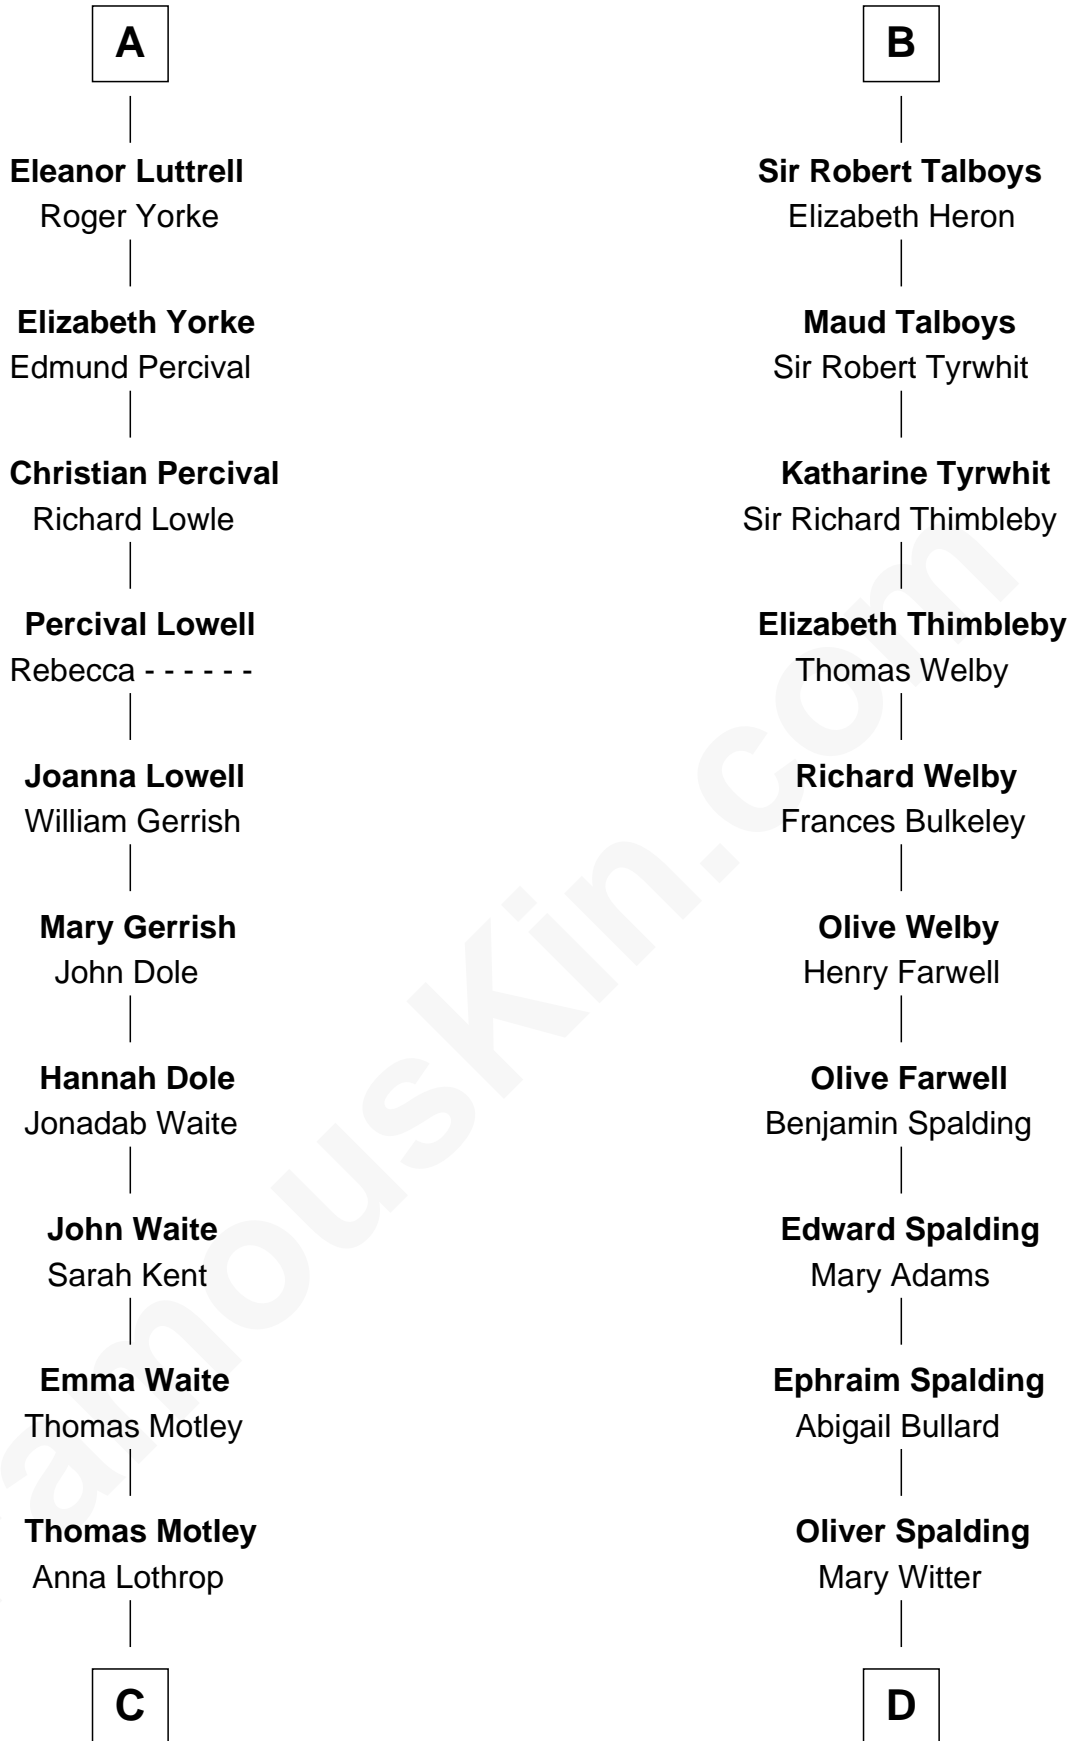 A
Eleanor Luttrell
Roger Yorke
Elizabeth Yorke
Edmund Percival
Christian Percival
Richard Lowle
Percival Lowell
Rebecca - - - - - -
Joanna Lowell
William Gerrish
Mary Gerrish
John Dole
Hannah Dole
Jonadab Waite
John Waite
Sarah Kent
Emma Waite
Thomas Motley
Thomas Motley
Anna Lothrop
C
B
Sir Robert Talboys
Elizabeth Heron
Maud Talboys
Sir Robert Tyrwhit
Katharine Tyrwhit
Sir Richard Thimbleby
Elizabeth Thimbleby
Thomas Welby
Richard Welby
Frances Bulkeley
Olive Welby
Henry Farwell
Olive Farwell
Benjamin Spalding
Edward Spalding
Mary Adams
Ephraim Spalding
Abigail Bullard
Oliver Spalding
Mary Witter
D
amouskin.com